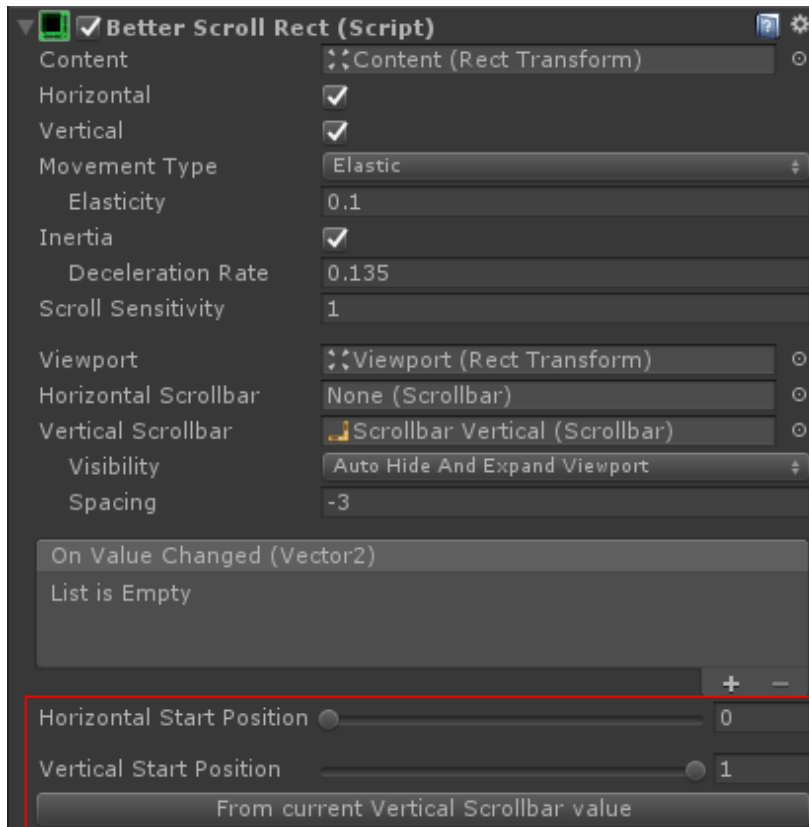 Better Scroll Rect (Script)
Content Content (Rect Transform)
Horizontal
Vertical
Movement Type Elastic
Elasticity 0.1
Inertia
Deceleration Rate 0.135
Scroll Sensitivity 1
Viewport Viewport (Rect Transform)
Horizontal Scrollbar None (Scrollbar)
Vertical Scrollbar Scrollbar Vertical (Scrollbar)
Visibility Auto Hide And Expand Viewport
Spacing -3
On Value Changed (Vector2)
List is Empty
+ −
Horizontal Start Position 0
Vertical Start Position 1
From current Vertical Scrollbar value